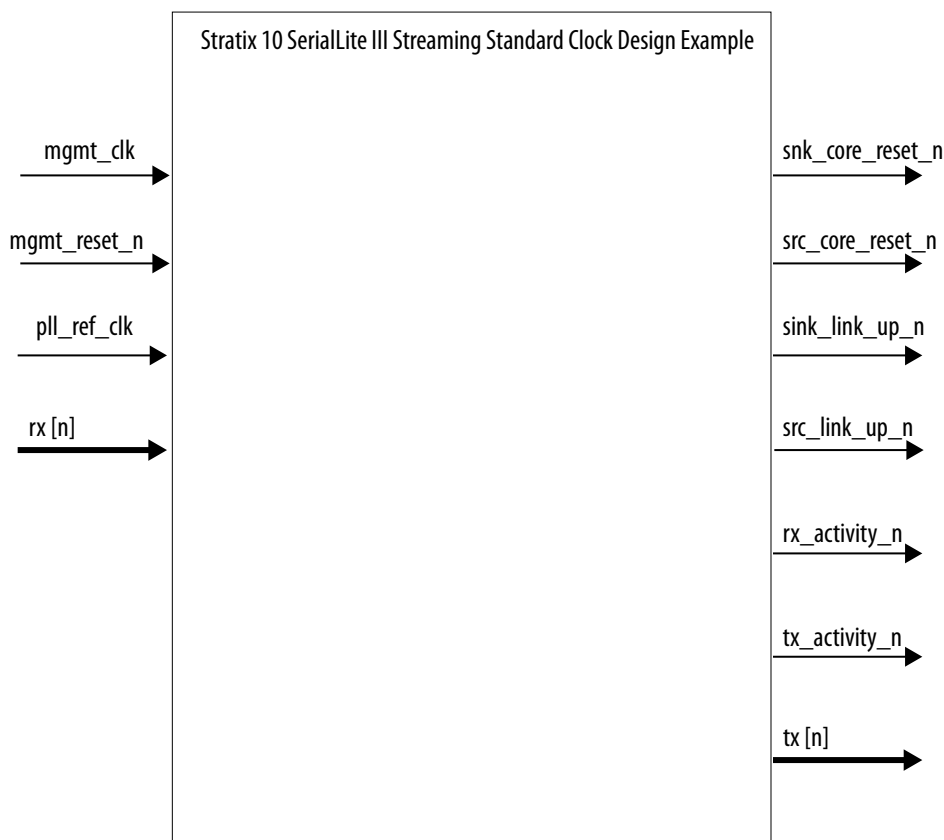 Stratix 10 SerialLite III Streaming Standard Clock Design Example
mgmt_clk
mgmt_reset_n
pll_ref_clk
rx [n]
snk_core_reset_n
src_core_reset_n
sink_link_up_n
src_link_up_n
rx_activity_n
tx_activity_n
tx [n]